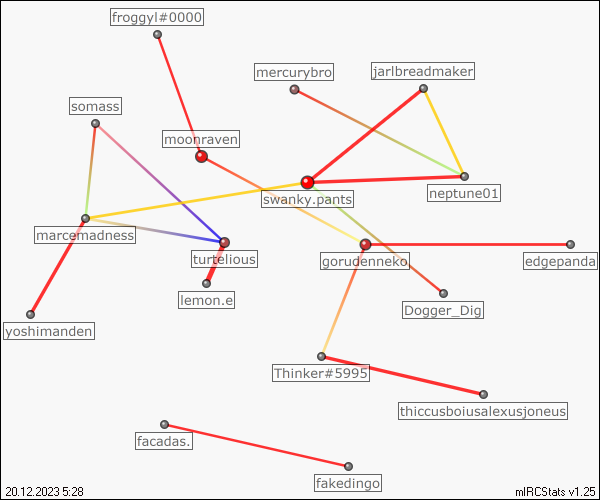 froggyl#0000
mercurybro
jarlbreadmaker
somass
moonraven
swanky.pants
neptune01
marcemadness
turtelious
gorudenneko
edgepanda
lemon.e
Dogger_Dig
yoshimanden
Thinker#5995
thiccusboiusalexusjoneus
facadas.
fakedingo
20.12.2023 5:28
mIRCStats v1.25